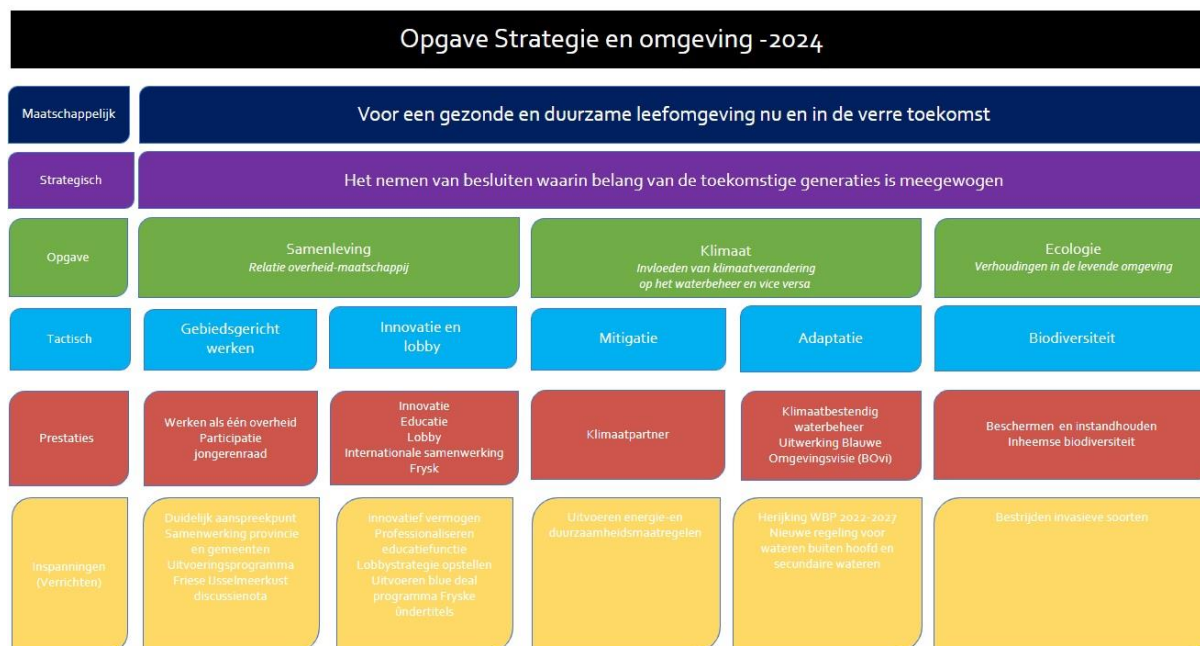 Opgave Strategie en omgeving -2024
Maatschappelijk
Voor een gezonde en duurzame leefomgeving nu en in de verre toekomst
Strategisch
Het nemen van besluiten waarin belang van de toekomstige generaties is meegewogen
Opgave
Samenleving
Relatie overheid-maatschappij
Klimaat
Invloeden van klimaatverandering
op het waterbeheer en vice versa
Ecologie
Verhoudingen in de levende omgeving
Tactisch
Gebiedsgericht
werken
Innovatie en
lobby
Mitigatie
Adaptatie
Biodiversiteit
Prestaties
Werken als één overheid
Participatie
jongerenraad
Innovatie
Educatie
Lobby
Internationale samenwerking
Frysk
Klimaatpartner
Klimaatbestendig
waterbeheer
Uitwerking Blauwe
Omgevingsvisie (BOvi)
Beschermen en instandhouden
Inheemse biodiversiteit
Inspanningen
(Verrichten)
Duidelijk aanspreekpunt
Samenwerking provincie
en gemeenten
Uitvoeringsprogramma
Friese IJsselmeerkust
discussienota
Innovatief vermogen
Professionaliseren
educatiefunctie
Lobbystrategie opstellen
Uitvoeren blue deal
programma Fryske
ûndertitels
Uitvoeren energie-en
duurzaamheidsmaatregelen
Herijking WBP 2022-2027
Nieuwe regeling voor
wateren buiten hoofd en
secundaire wateren
Bestrijden invasieve soorten